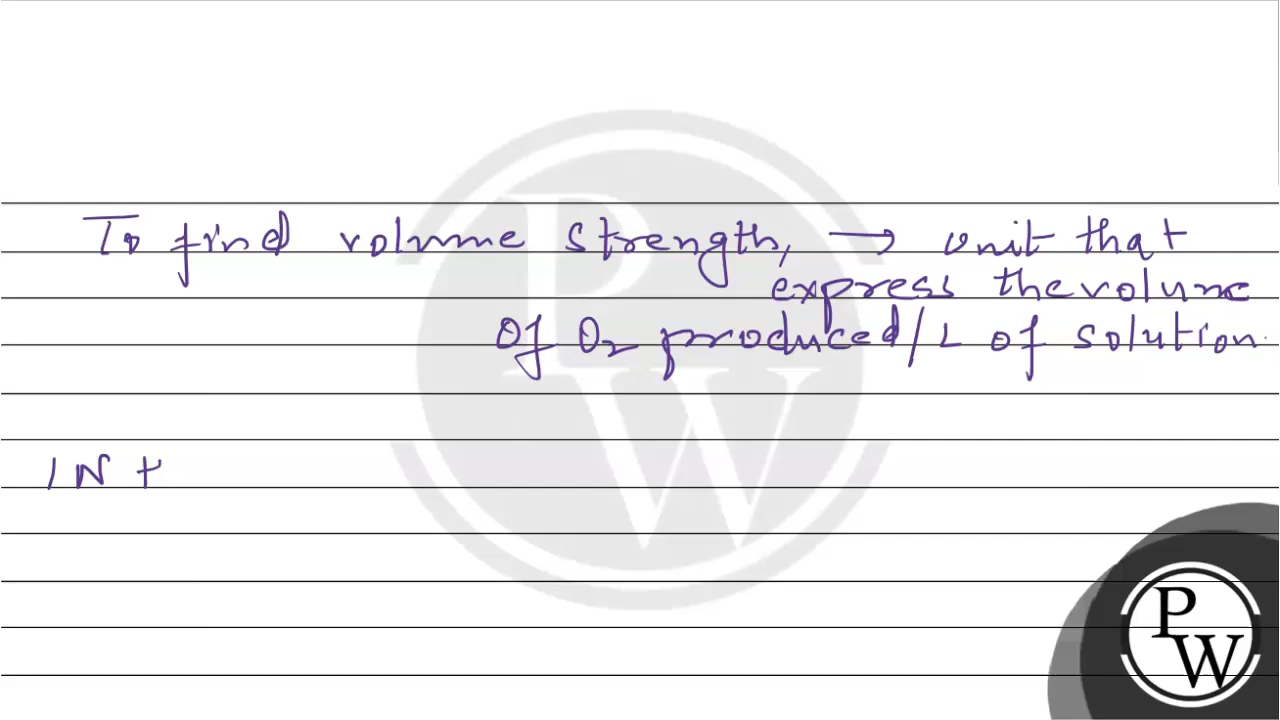 To find volume strength, → unit that
express the volume
Of O2 produced/L of solution.
1N +
P
W
P
W